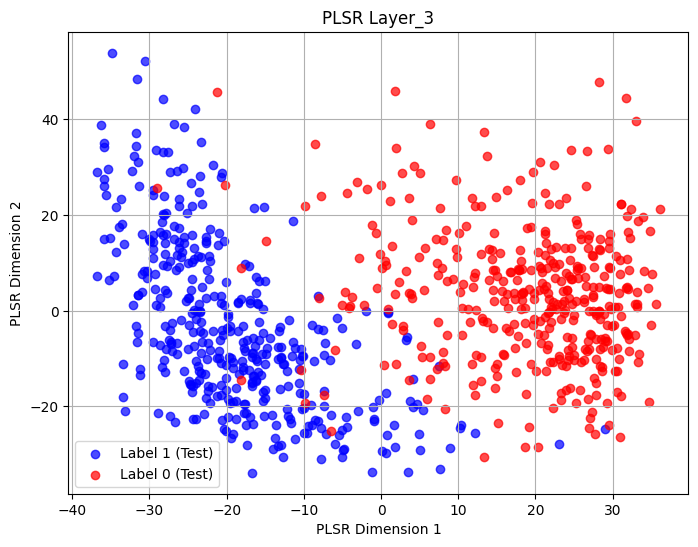 PLSR Layer_3
PLSR Dimension 2
40
20
0
−20
Label 1 (Test)
Label 0 (Test)
−40
−30
−20
−10
0
10
20
30
PLSR Dimension 1